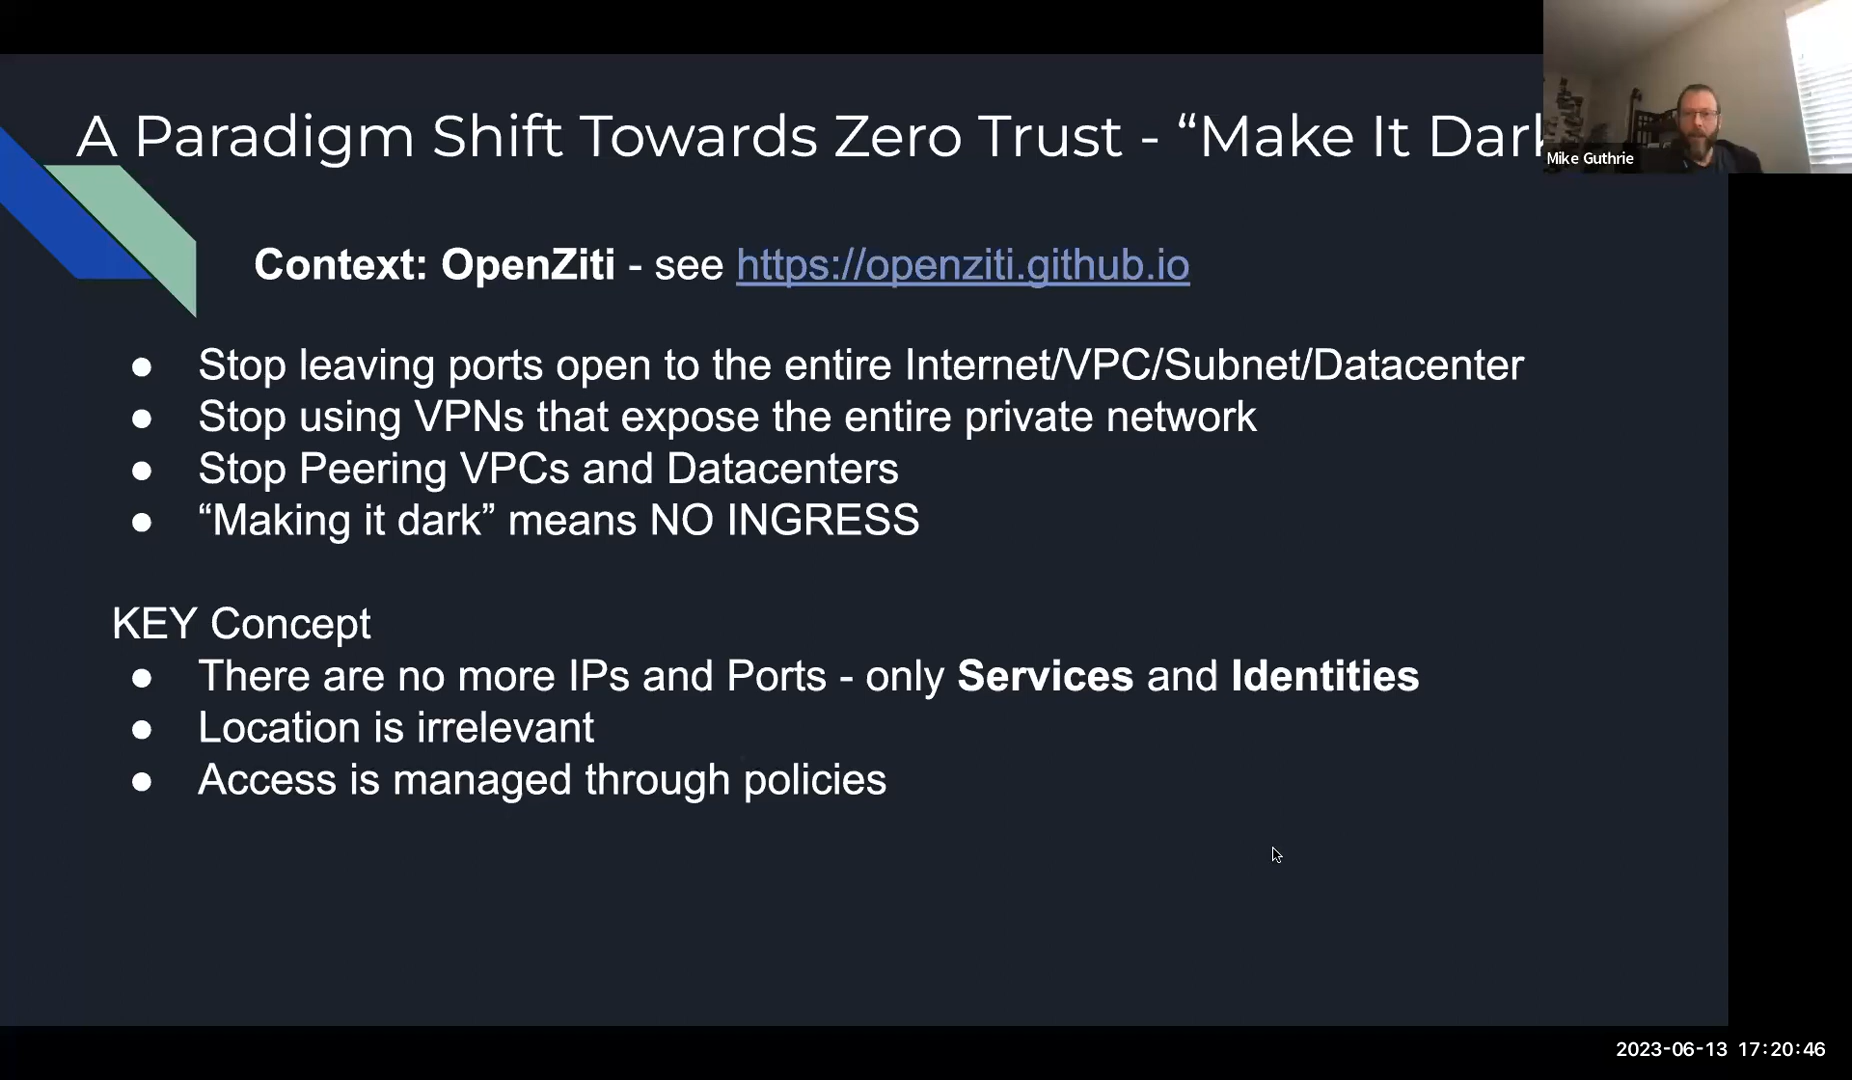 A Paradigm Shift Towards Zero Trust - “Make It Dark
Mike Guthrie
Context: OpenZiti - see https://openziti.github.io
● Stop leaving ports open to the entire Internet/VPC/Subnet/Datacenter
● Stop using VPNs that expose the entire private network
● Stop Peering VPCs and Datacenters
● “Making it dark” means NO INGRESS
KEY Concept
● There are no more IPs and Ports - only Services and Identities
● Location is irrelevant
● Access is managed through policies
2023-06-13 17:20:46